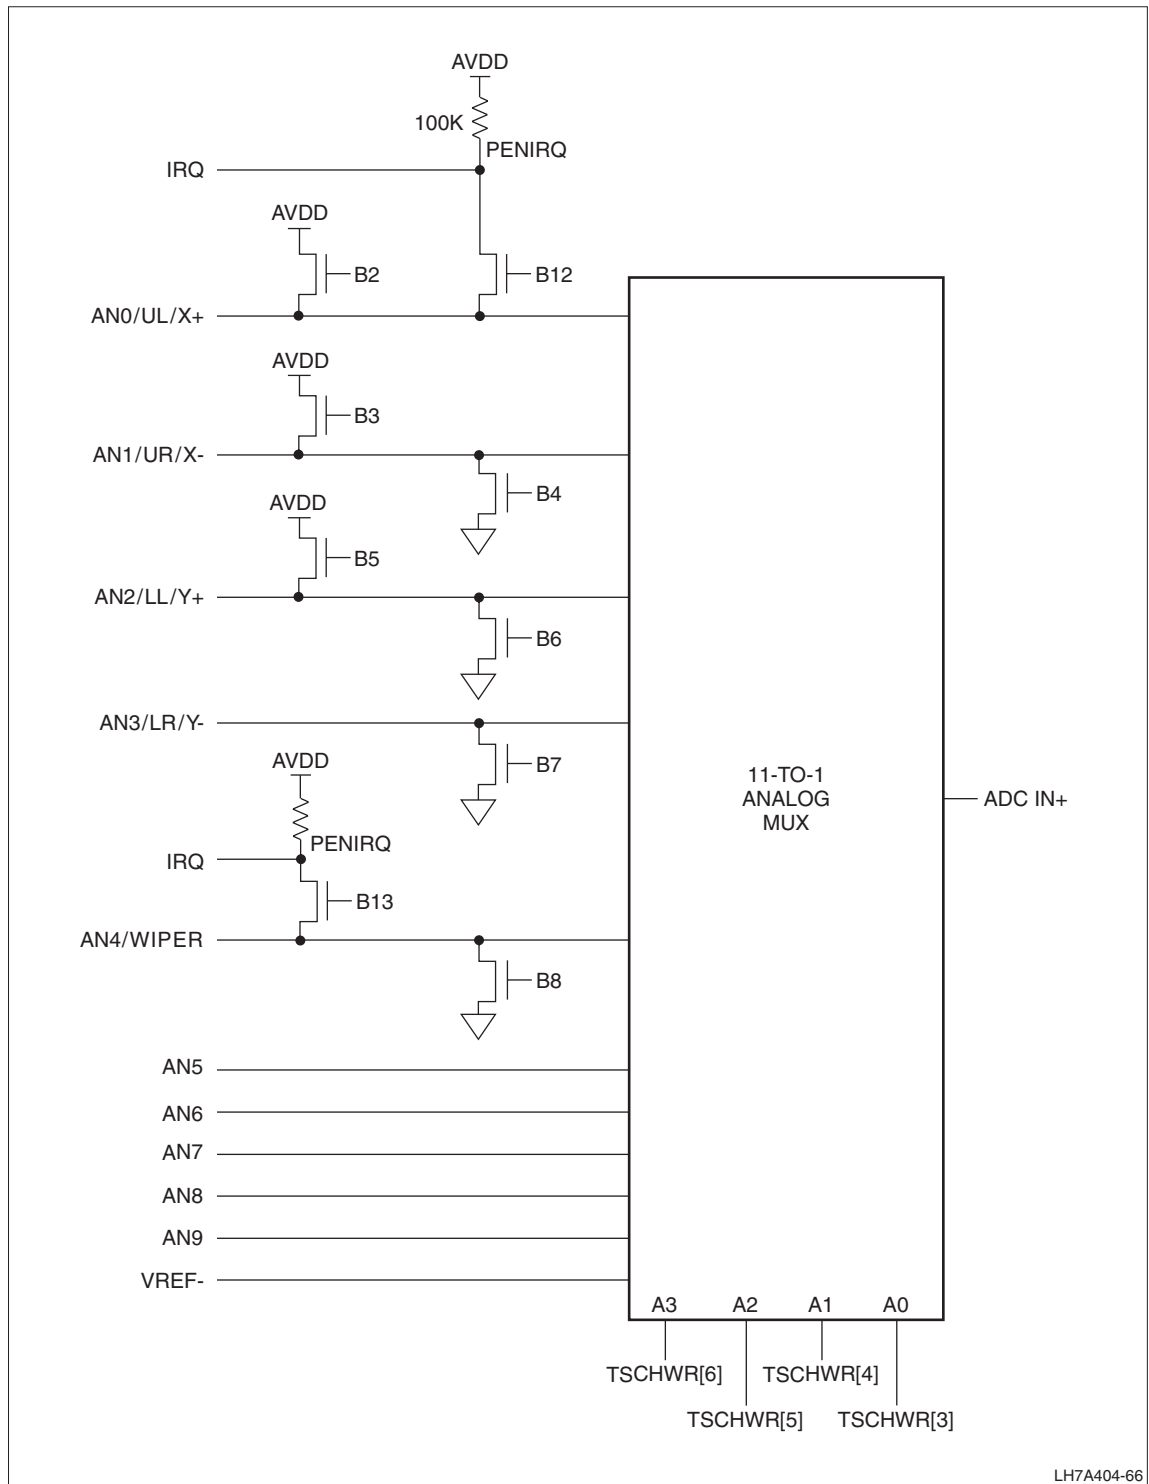 AVDD
100K
PENIRQ
IRQ
AVDD
B2
B12
AN0/UL/X+
AVDD
B3
AN1/UR/X-
B4
AVDD
B5
AN2/LL/Y+
B6
AN3/LR/Y-
B7
AVDD
PENIRQ
IRQ
B13
AN4/WIPER
B8
11-TO-1
ANALOG
MUX
ADC IN+
AN5
AN6
AN7
AN8
AN9
VREF-
A3 A2 A1 A0
TSCHWR[6] TSCHWR[4]
TSCHWR[5] TSCHWR[3]
LH7A404-66